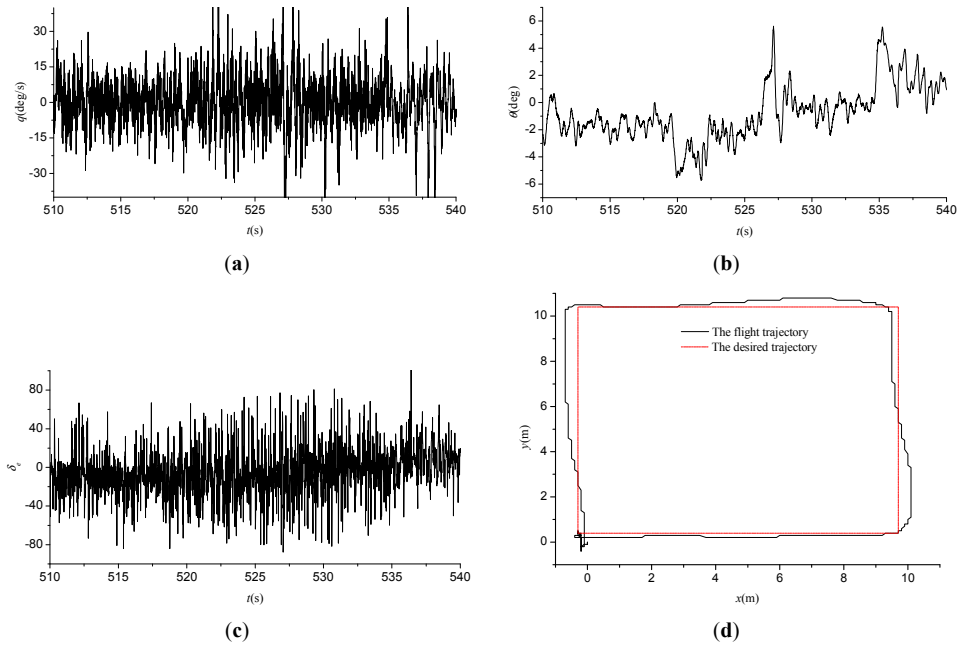 30
15
0
-15
-30
q(deg/s)
510 515 520 525 530 535 540
t(s)
(a)
6
4
2
0
-2
-4
-6
θ(deg)
510 515 520 525 530 535 540
t(s)
(b)
80
40
0
-40
-80
δe
510 515 520 525 530 535 540
t(s)
(c)
10
8
6
4
2
0
y(m)
The flight trajectory
The desired trajectory
0 2 4 6 8 10
x(m)
(d)